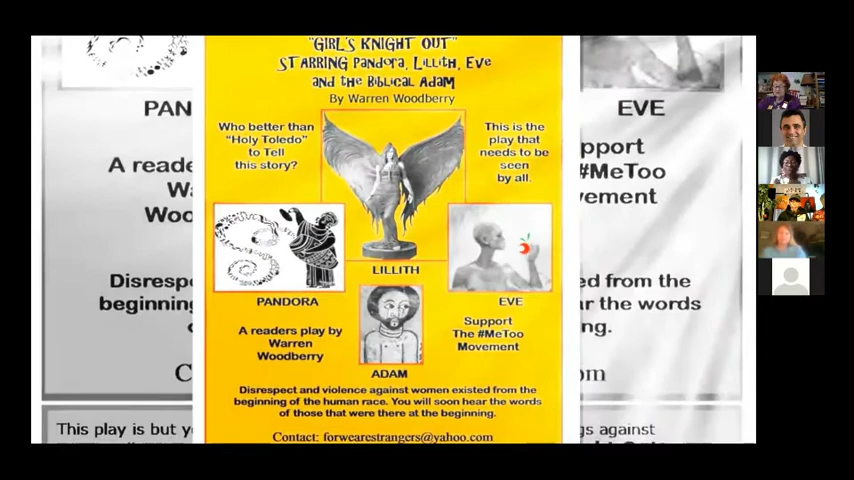 "GIRL'S KNIGHT OUT"
STARRING PANDORA, LILLITH, EVE
AND THE BIBLICAL ADAM
By Warren Woodberry
Who better than
"Holy Toledo"
to Tell
this story?
This is the
play that
needs to be
seen
by all.
LILLITH
PANDORA
EVE
A readers play by
Warren
Woodberry
Support
The #MeToo
Movement
ADAM
Disrespect and violence against women existed from the
beginning of the human race. You will soon hear the words
of those that were there at the beginning.
Contact: forwearestrangers@yahoo.com
PAN
A reade
Wa
Woo
Disrespe
beginning
C
This play is but y
EVE
pport
#MeToo
vement
ed from the
ar the words
ng.
om
gs against